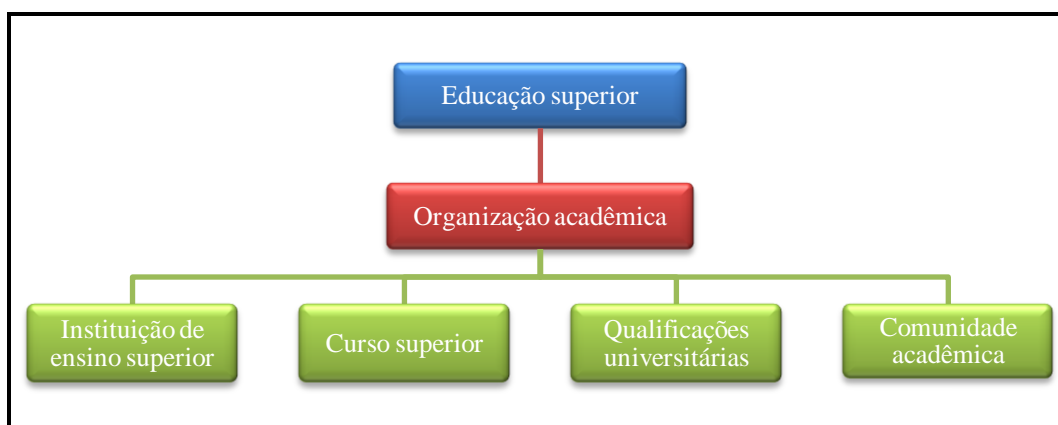 Educação superior
Organização acadêmica
Instituição de
ensino superior
Curso superior
Qualificações
universitárias
Comunidade
acadêmica